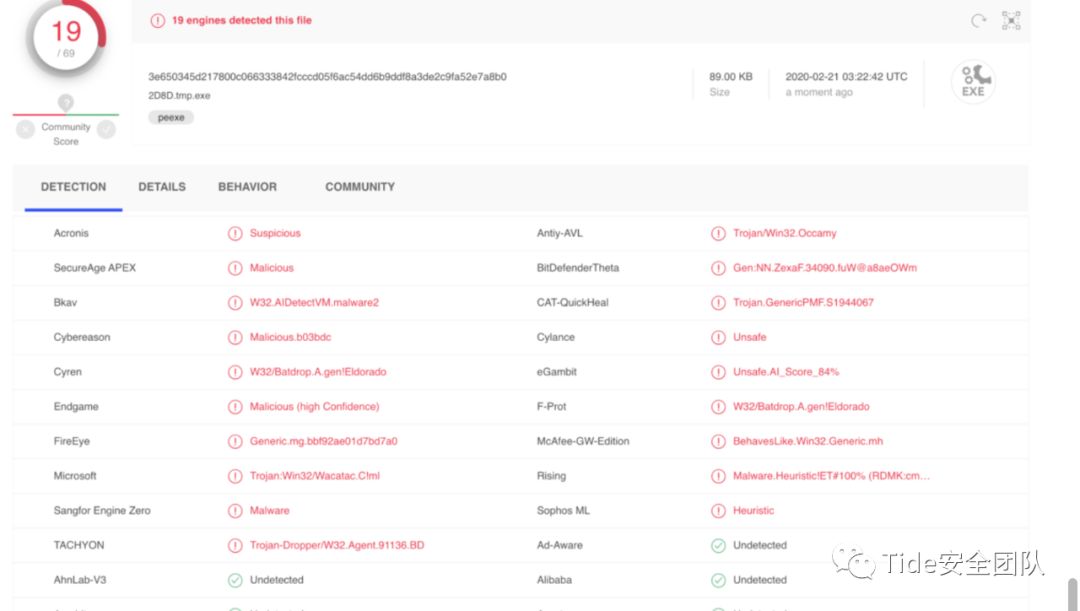 19
/ 69
19 engines detected this file
3e650345d217800c066333842fcccd05f6ac54dd6b9ddf8a3de2c9fa52e7a8b0
2D8D.tmp.exe
peexe
89.00 KB
Size
2020-02-21 03:22:42 UTC
a moment ago
EXE
?
Community
Score
DETECTION DETAILS BEHAVIOR COMMUNITY
Acronis Suspicious Antiy-AVL Trojan/Win32.Occamy
SecureAge APEX Malicious BitDefenderTheta Gen:NN.ZexaF.34090.fuW@a8aeOWm
Bkav W32.AIDetectVM.malware2 CAT-QuickHeal Trojan.GenericPMF.S1944067
Cybereason Malicious.b03bdc Cylance Unsafe
Cyren W32/Batdrop.A.gen!Eldorado eGambit Unsafe.AI_Score_84%
Endgame Malicious (high Confidence) F-Prot W32/Batdrop.A.gen!Eldorado
FireEye Generic.mg.bbf92ae01d7bd7a0 McAfee-GW-Edition BehavesLike.Win32.Generic.mh
Microsoft Trojan:Win32/Wacatac.C!ml Rising Malware.Heuristic!ET#100% (RDMK:cm…
Sangfor Engine Zero Malware Sophos ML Heuristic
TACHYON Trojan-Dropper/W32.Agent.91136.BD Ad-Aware Undetected
AhnLab-V3 Undetected Alibaba Undetected
Tide安全团队